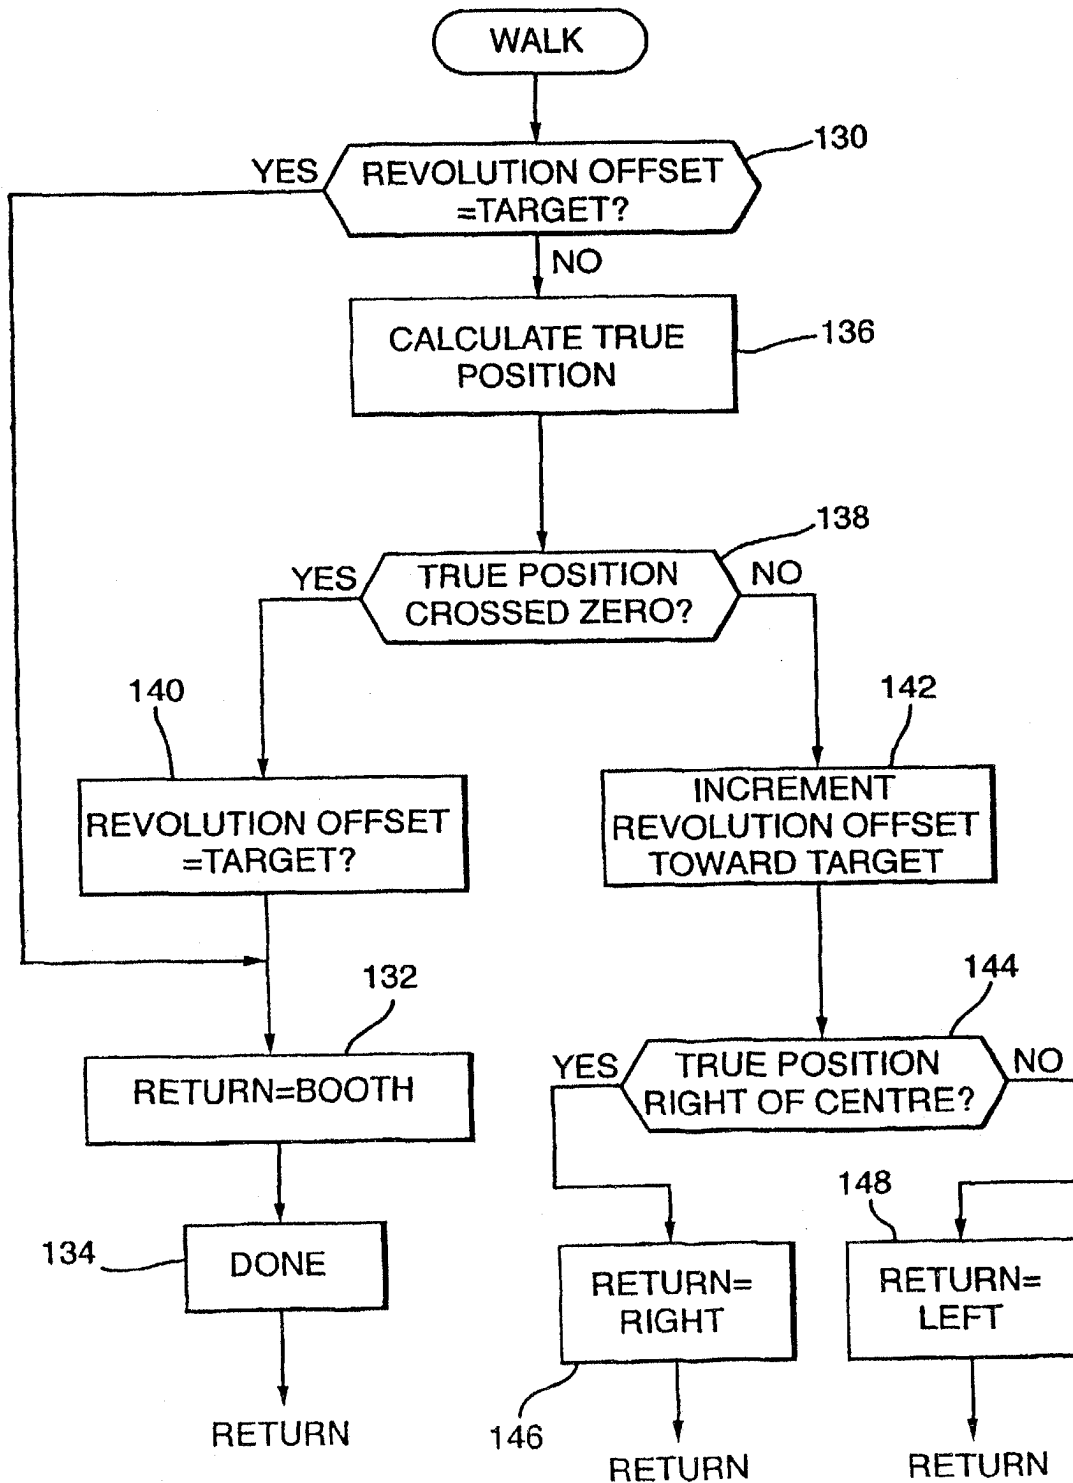 WALK
130
YES
REVOLUTION OFFSET
=TARGET?
NO
CALCULATE TRUE
POSITION
136
138
YES
TRUE POSITION
CROSSED ZERO?
NO
140
142
REVOLUTION OFFSET
=TARGET?
INCREMENT
REVOLUTION OFFSET
TOWARD TARGET
132
144
RETURN=BOOTH
YES
TRUE POSITION
RIGHT OF CENTRE?
NO
134
DONE
148
RETURN=
RIGHT
RETURN=
LEFT
146
RETURN
RETURN
RETURN